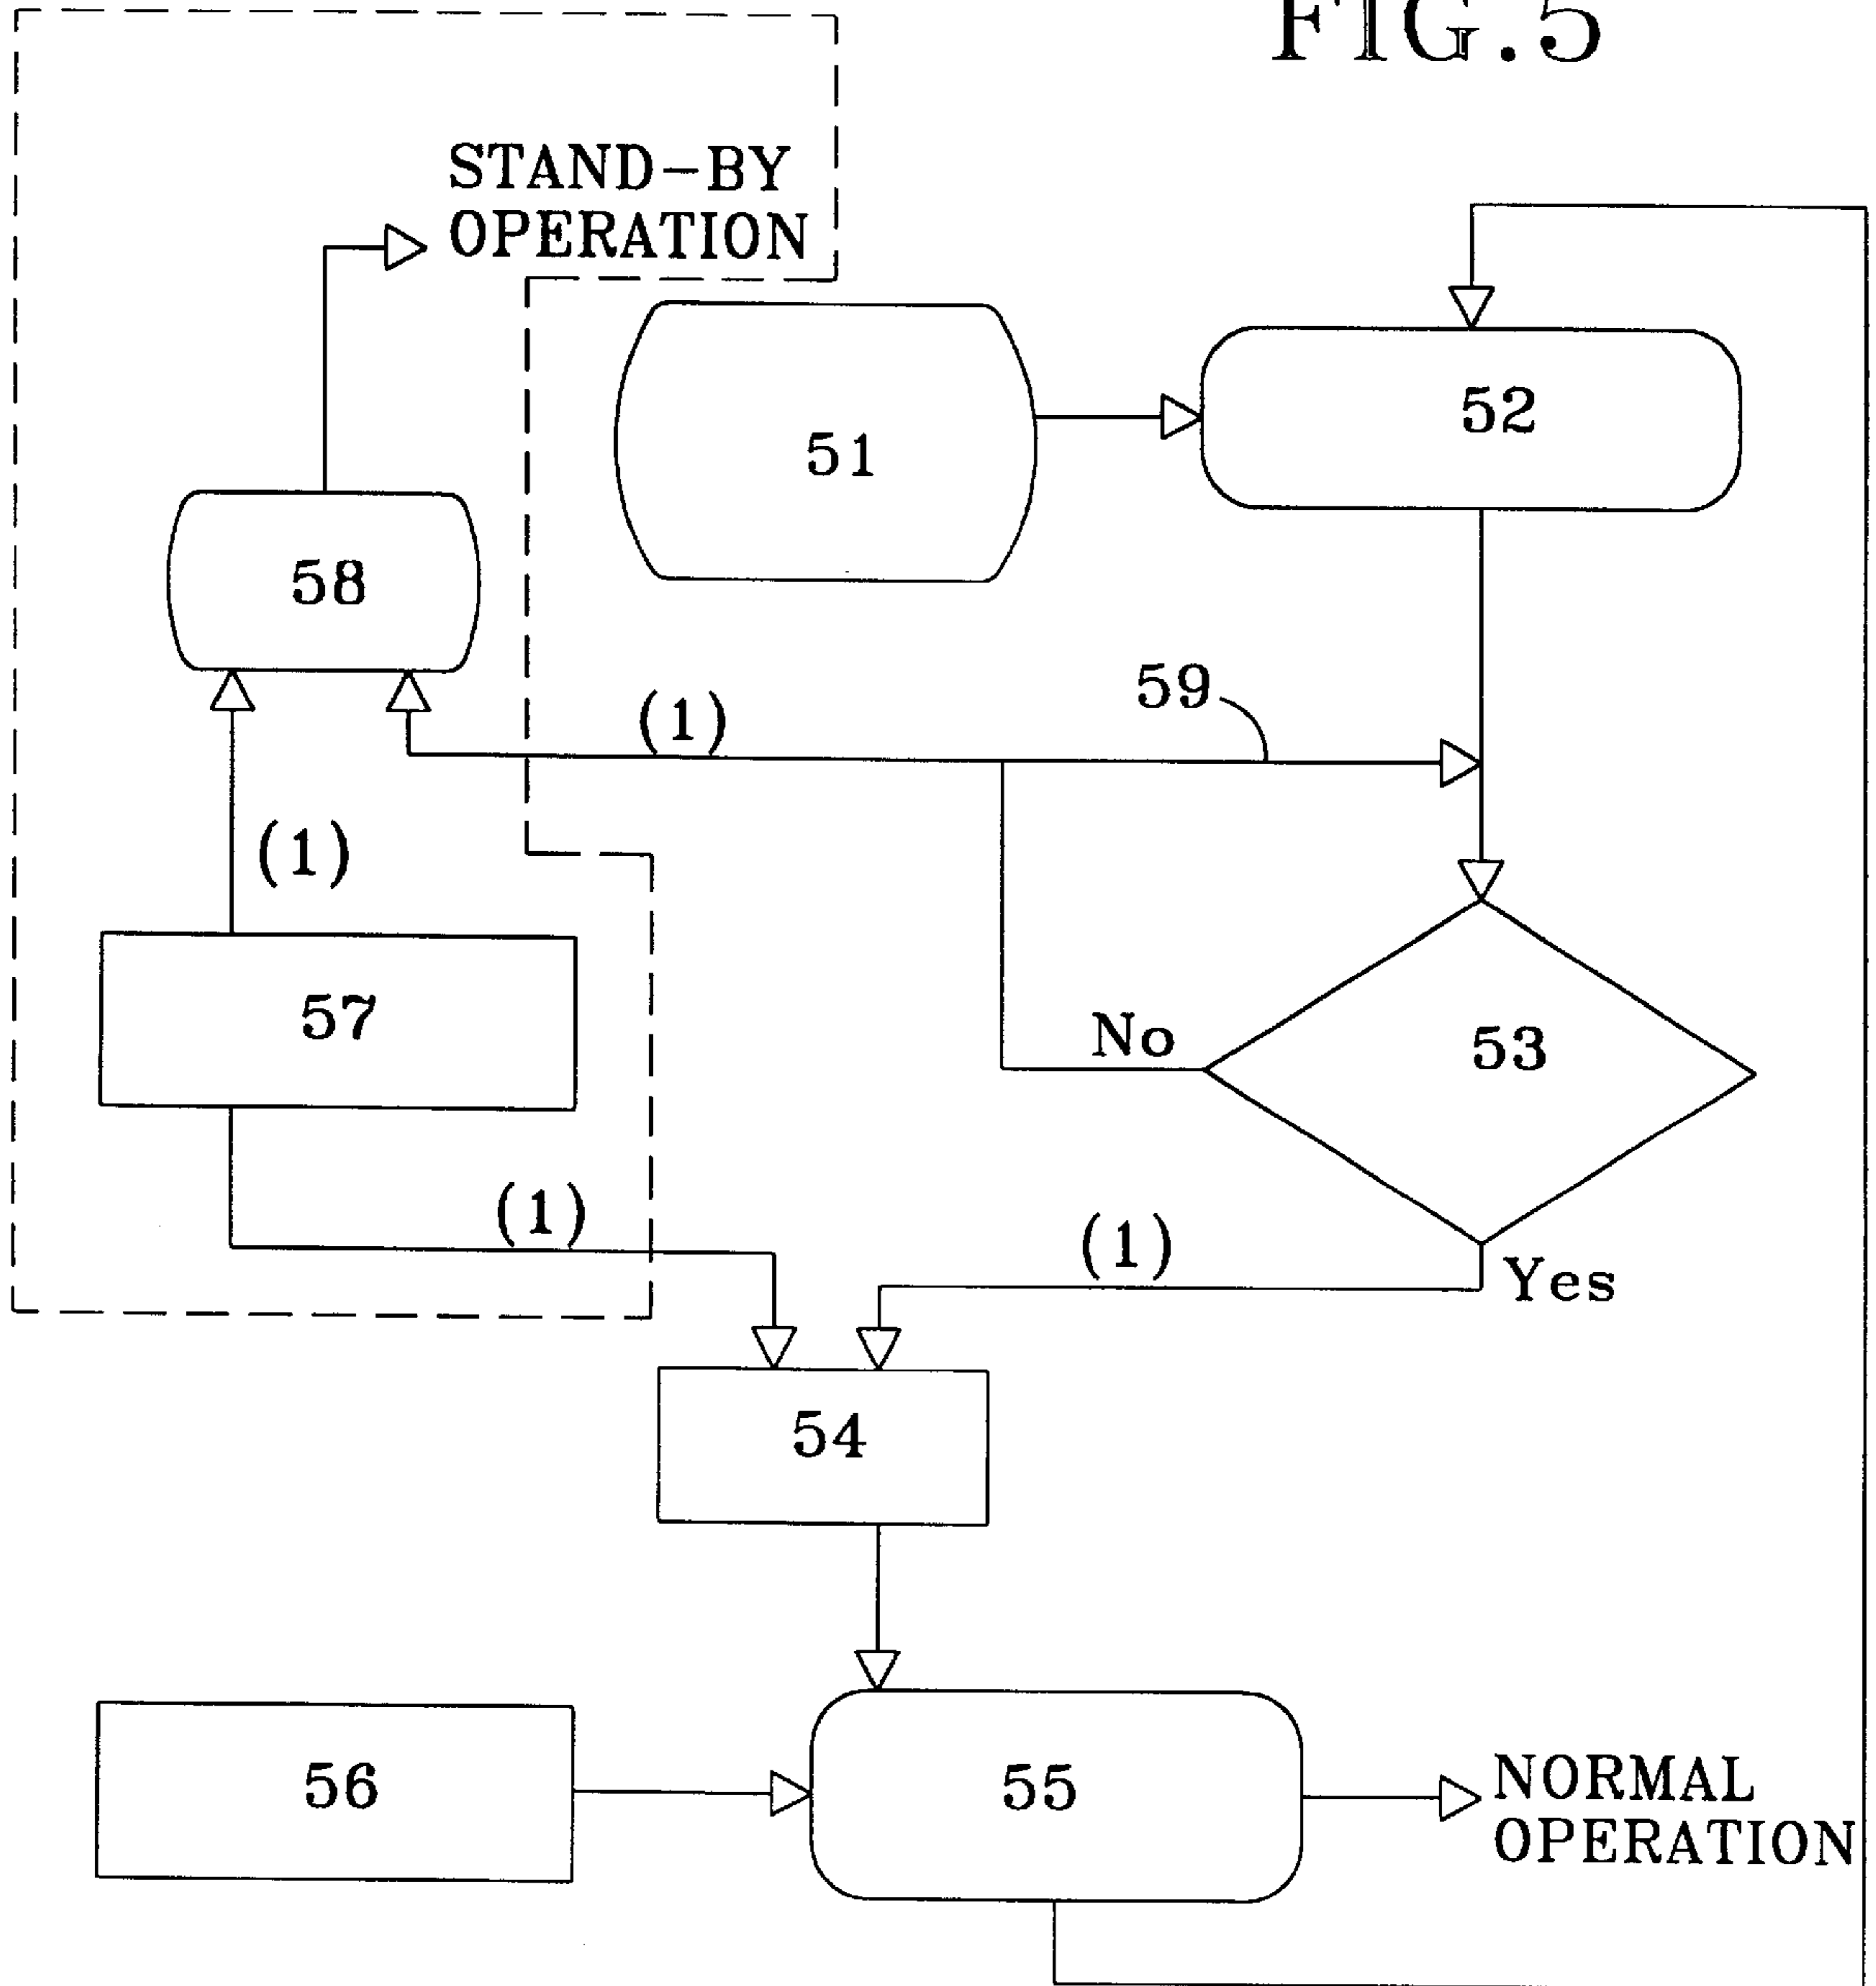 FIG.5
STAND-BY
OPERATION
52
51
58
59
(1)
(1)
57
No
53
(1)
(1)
Yes
54
56
55
NORMAL
OPERATION